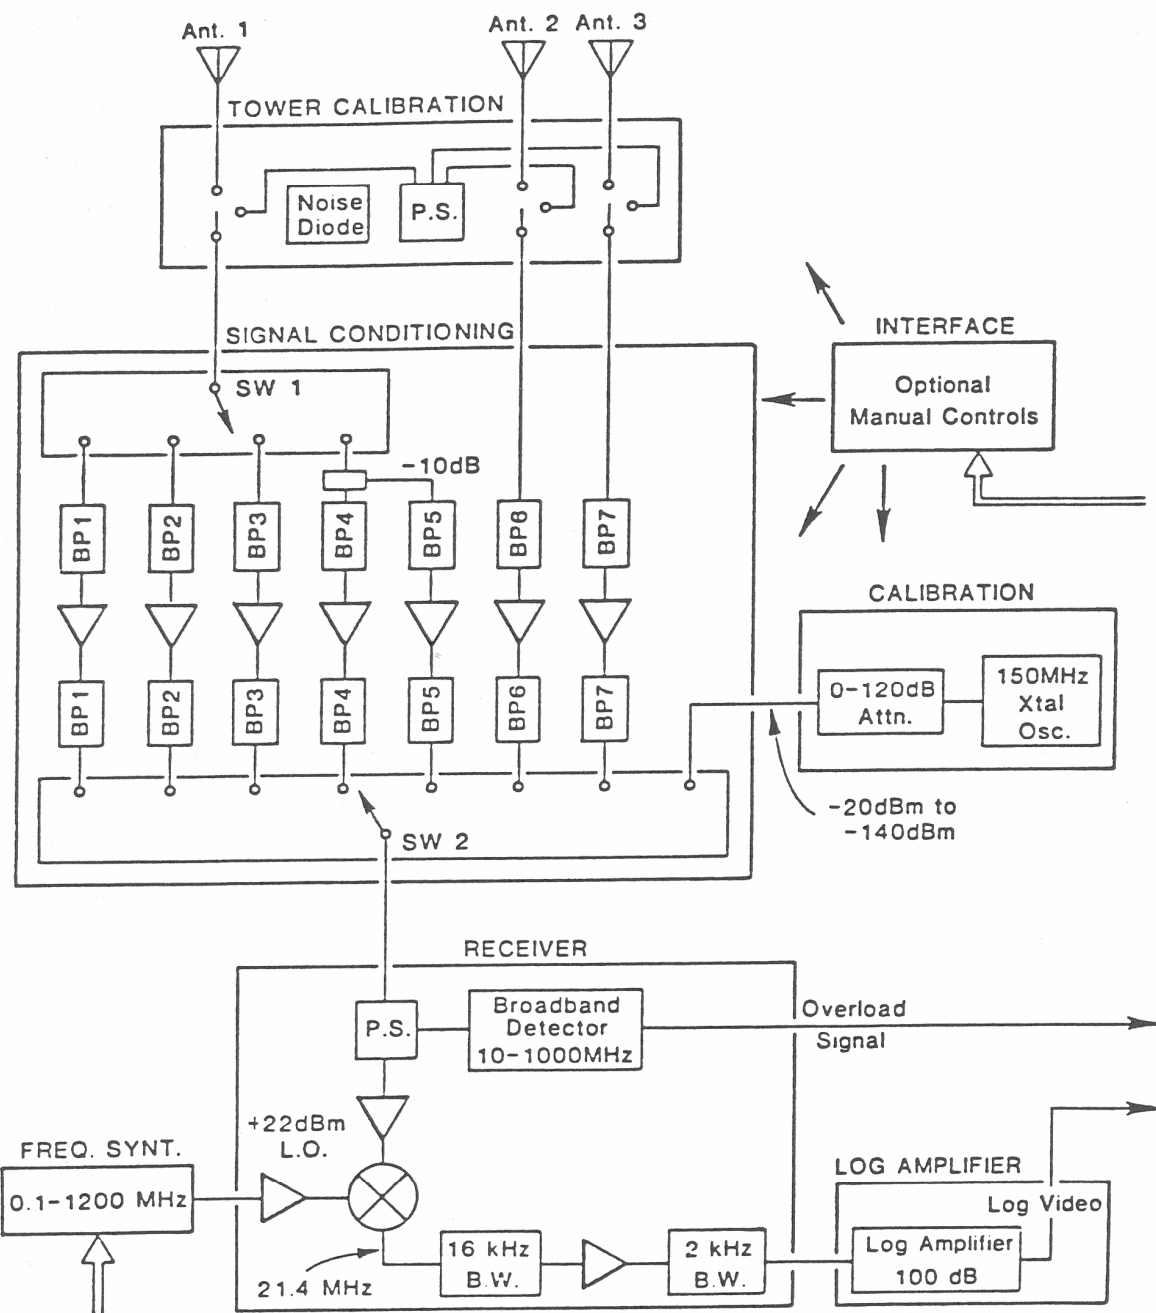 Ant. 1
Ant. 2
Ant. 3
TOWER CALIBRATION
Noise
Diode
P.S.
SIGNAL CONDITIONING
SW 1
-10dB
BP1
BP2
BP3
BP4
BP5
BP6
BP7
BP1
BP2
BP3
BP4
BP5
BP6
BP7
SW 2
INTERFACE
Optional
Manual Controls
CALIBRATION
0-120dB
Attn.
150MHz
Xtal
Osc.
-20dBm to
-140dBm
RECEIVER
P.S.
Broadband
Detector
10-1000MHz
Overload
Signal
+22dBm
L.O.
FREQ. SYNT.
0.1-1200 MHz
21.4 MHz
16 kHz
B.W.
2 kHz
B.W.
LOG AMPLIFIER
Log Video
Log Amplifier
100 dB